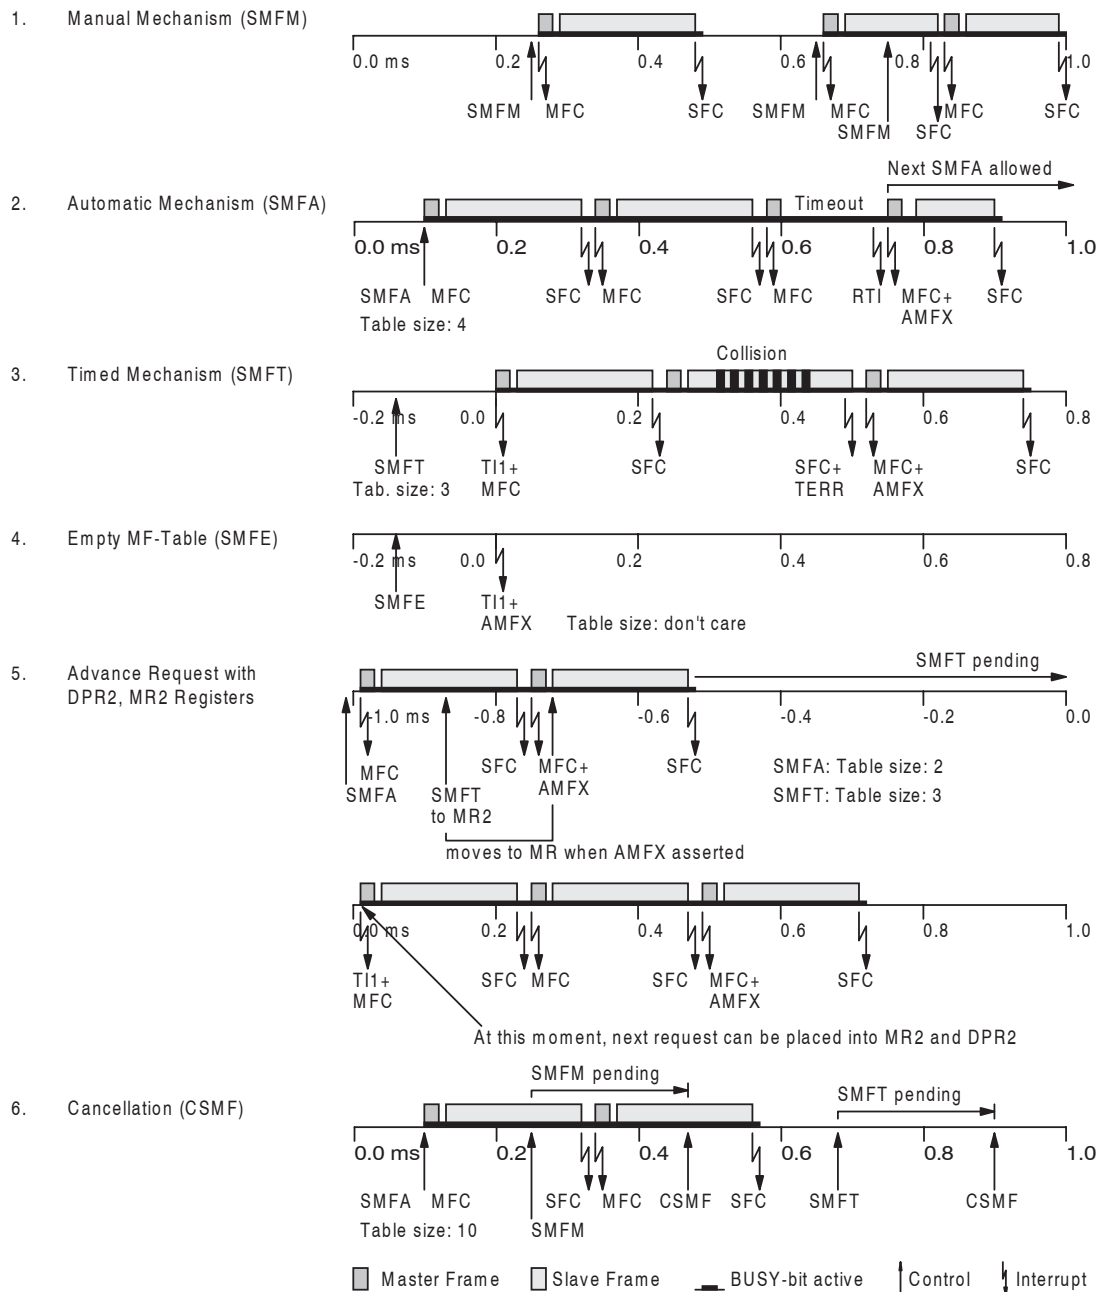 1. Manual Mechanism (SMFM)
0.0 ms 0.2 0.4 0.6 0.8 1.0
SMFM MFC SFC SMFM MFC MFC SFC
SMFM SFC
Next SMFA allowed
2. Automatic Mechanism (SMFA)
Timeout
0.0 ms 0.2 0.4 0.6 0.8 1.0
SMFA MFC SFC MFC SFC MFC RTI MFC+ SFC
AMFX
Table size: 4
Collision
3. Timed Mechanism (SMFT)
-0.2 ms 0.0 0.2 0.4 0.6 0.8
SMFT TI1+ SFC SFC+ MFC+ SFC
Tab. size: 3 MFC TERR AMFX
4. Empty MF-Table (SMFE)
-0.2 ms 0.0 0.2 0.4 0.6 0.8
SMFE TI1+
AMFX Table size: don't care
5. Advance Request with
DPR2, MR2 Registers
SMFT pending
-1.0 ms -0.8 -0.6 -0.4 -0.2 0.0
MFC SFC MFC+ SFC SMFA: Table size: 2
AMFX
SMFA SMFT SMFT: Table size: 3
to MR2
moves to MR when AMFX asserted
0.0 ms 0.2 0.4 0.6 0.8 1.0
TI1+ SFC MFC SFC MFC+ SFC
MFC AMFX
At this moment, next request can be placed into MR2 and DPR2
SMFM pending
SMFT pending
6. Cancellation (CSMF)
0.0 ms 0.2 0.4 0.6 0.8 1.0
SMFA MFC SFC MFC CSMF SFC SMFT CSMF
Table size: 10 SMFM
Master Frame Slave Frame BUSY-bit active Control Interrupt